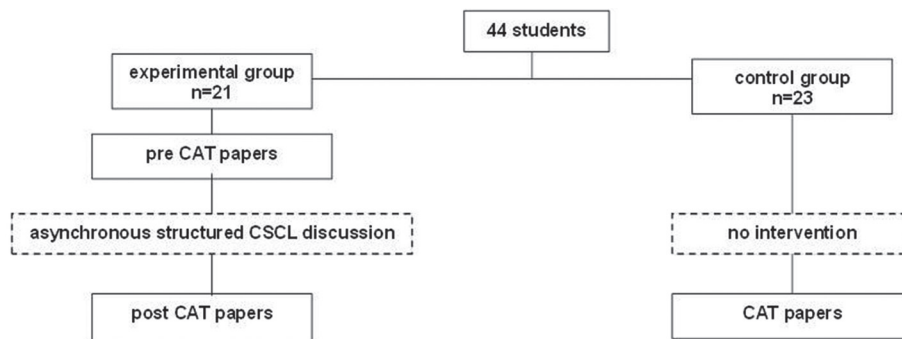 44 students
experimental group
n=21
control group
n=23
pre CAT papers
asynchronous structured CSCL discussion
no intervention
post CAT papers
CAT papers